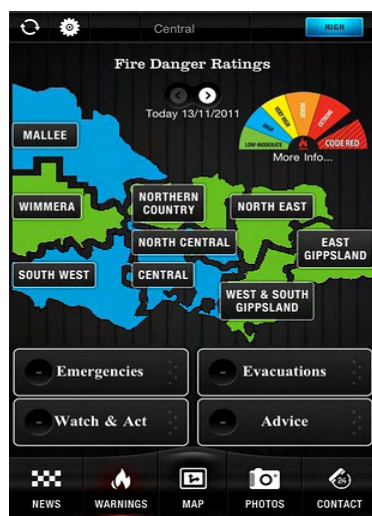 Central
HIGH
Fire Danger Ratings
Today 13/11/2011
LOW-MODERATE
HIGH
VERY HIGH
SEVERE
EXTREME
CODE RED
More Info...
MALLEE
WIMMERA
NORTHERN
COUNTRY
NORTH EAST
NORTH CENTRAL
EAST
GIPPSLAND
SOUTH WEST
CENTRAL
WEST & SOUTH
GIPPSLAND
- Emergencies
- Evacuations
- Watch & Act
- Advice
NEWS
WARNINGS
MAP
PHOTOS
24
CONTACT